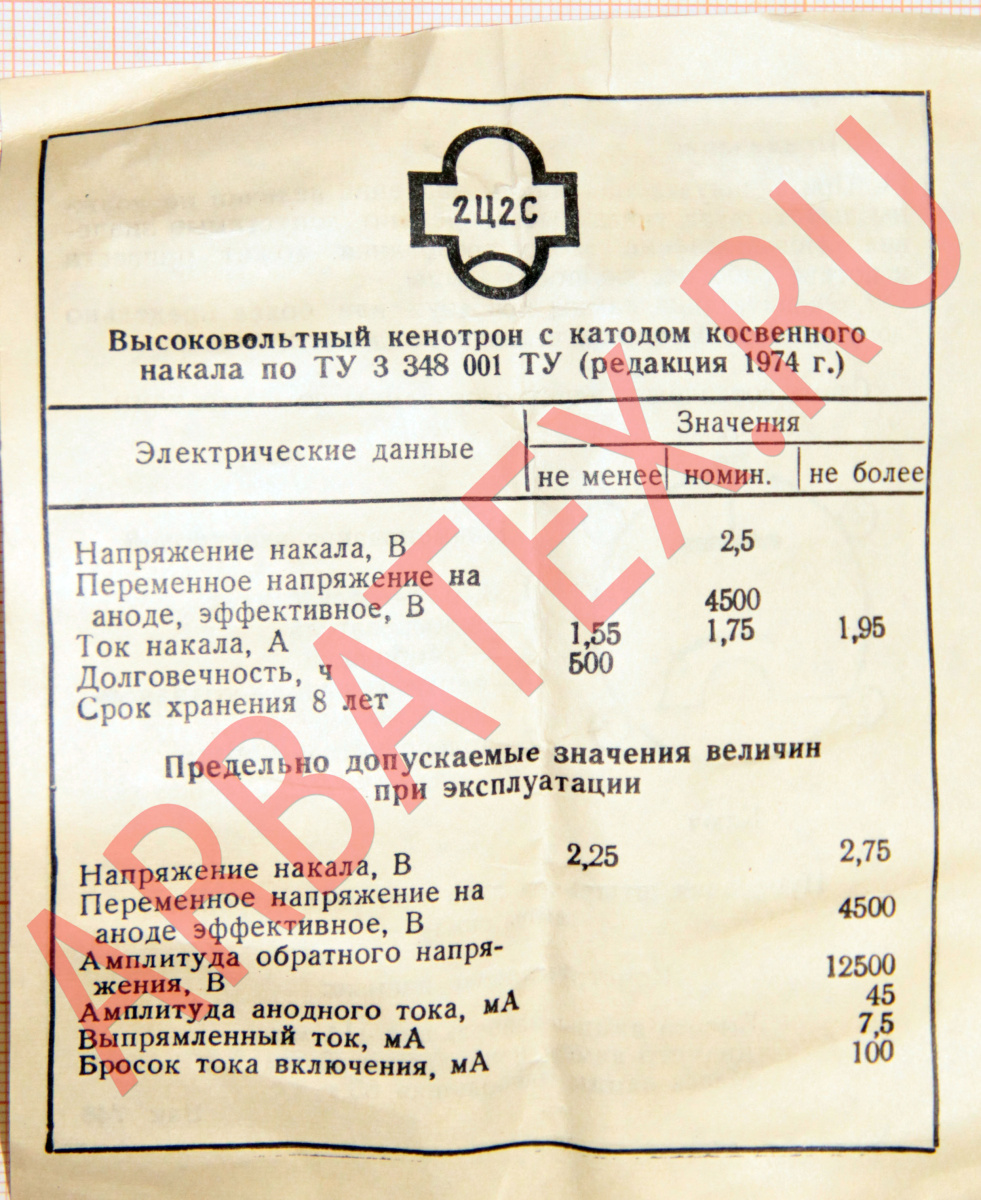 2Ц2С
Высоковольтный кенотрон с катодом косвенного
накала по ТУ 3 348 001 ТУ (редакция 1974 г.)
Электрические данные
Значения
не менее номин. не более
Напряжение накала, В 2,5
Переменное напряжение на
аноде, эффективное, В 4500
Ток накала, А 1,55 1,75 1,95
Долговечность, ч 500
Срок хранения 8 лет
Предельно допускаемые значения величин
при эксплуатации
Напряжение накала, В 2,25 2,75
Переменное напряжение на
аноде эффективное, В 4500
Амплитуда обратного напря-
жения, В 12500
Амплитуда анодного тока, мА 45
Выпрямленный ток, мА 7,5
Бросок тока включения, мА 100
ARBATEX.RU